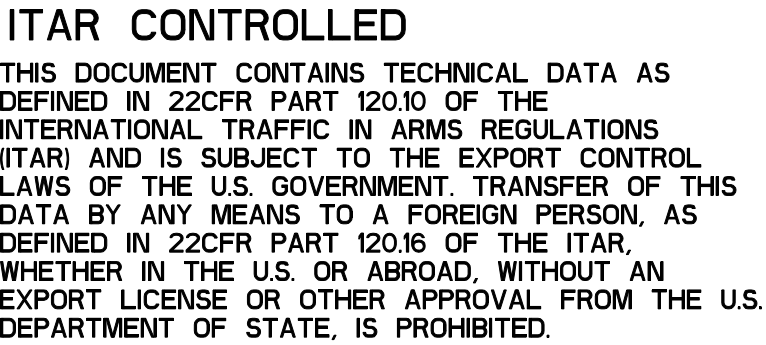 ITAR CONTROLLED
THIS DOCUMENT CONTAINS TECHNICAL DATA AS
DEFINED IN 22CFR PART 120.10 OF THE
INTERNATIONAL TRAFFIC IN ARMS REGULATIONS
(ITAR) AND IS SUBJECT TO THE EXPORT CONTROL
LAWS OF THE U.S. GOVERNMENT. TRANSFER OF THIS
DATA BY ANY MEANS TO A FOREIGN PERSON, AS
DEFINED IN 22CFR PART 120.16 OF THE ITAR,
WHETHER IN THE U.S. OR ABROAD, WITHOUT AN
EXPORT LICENSE OR OTHER APPROVAL FROM THE U.S.
DEPARTMENT OF STATE, IS PROHIBITED.